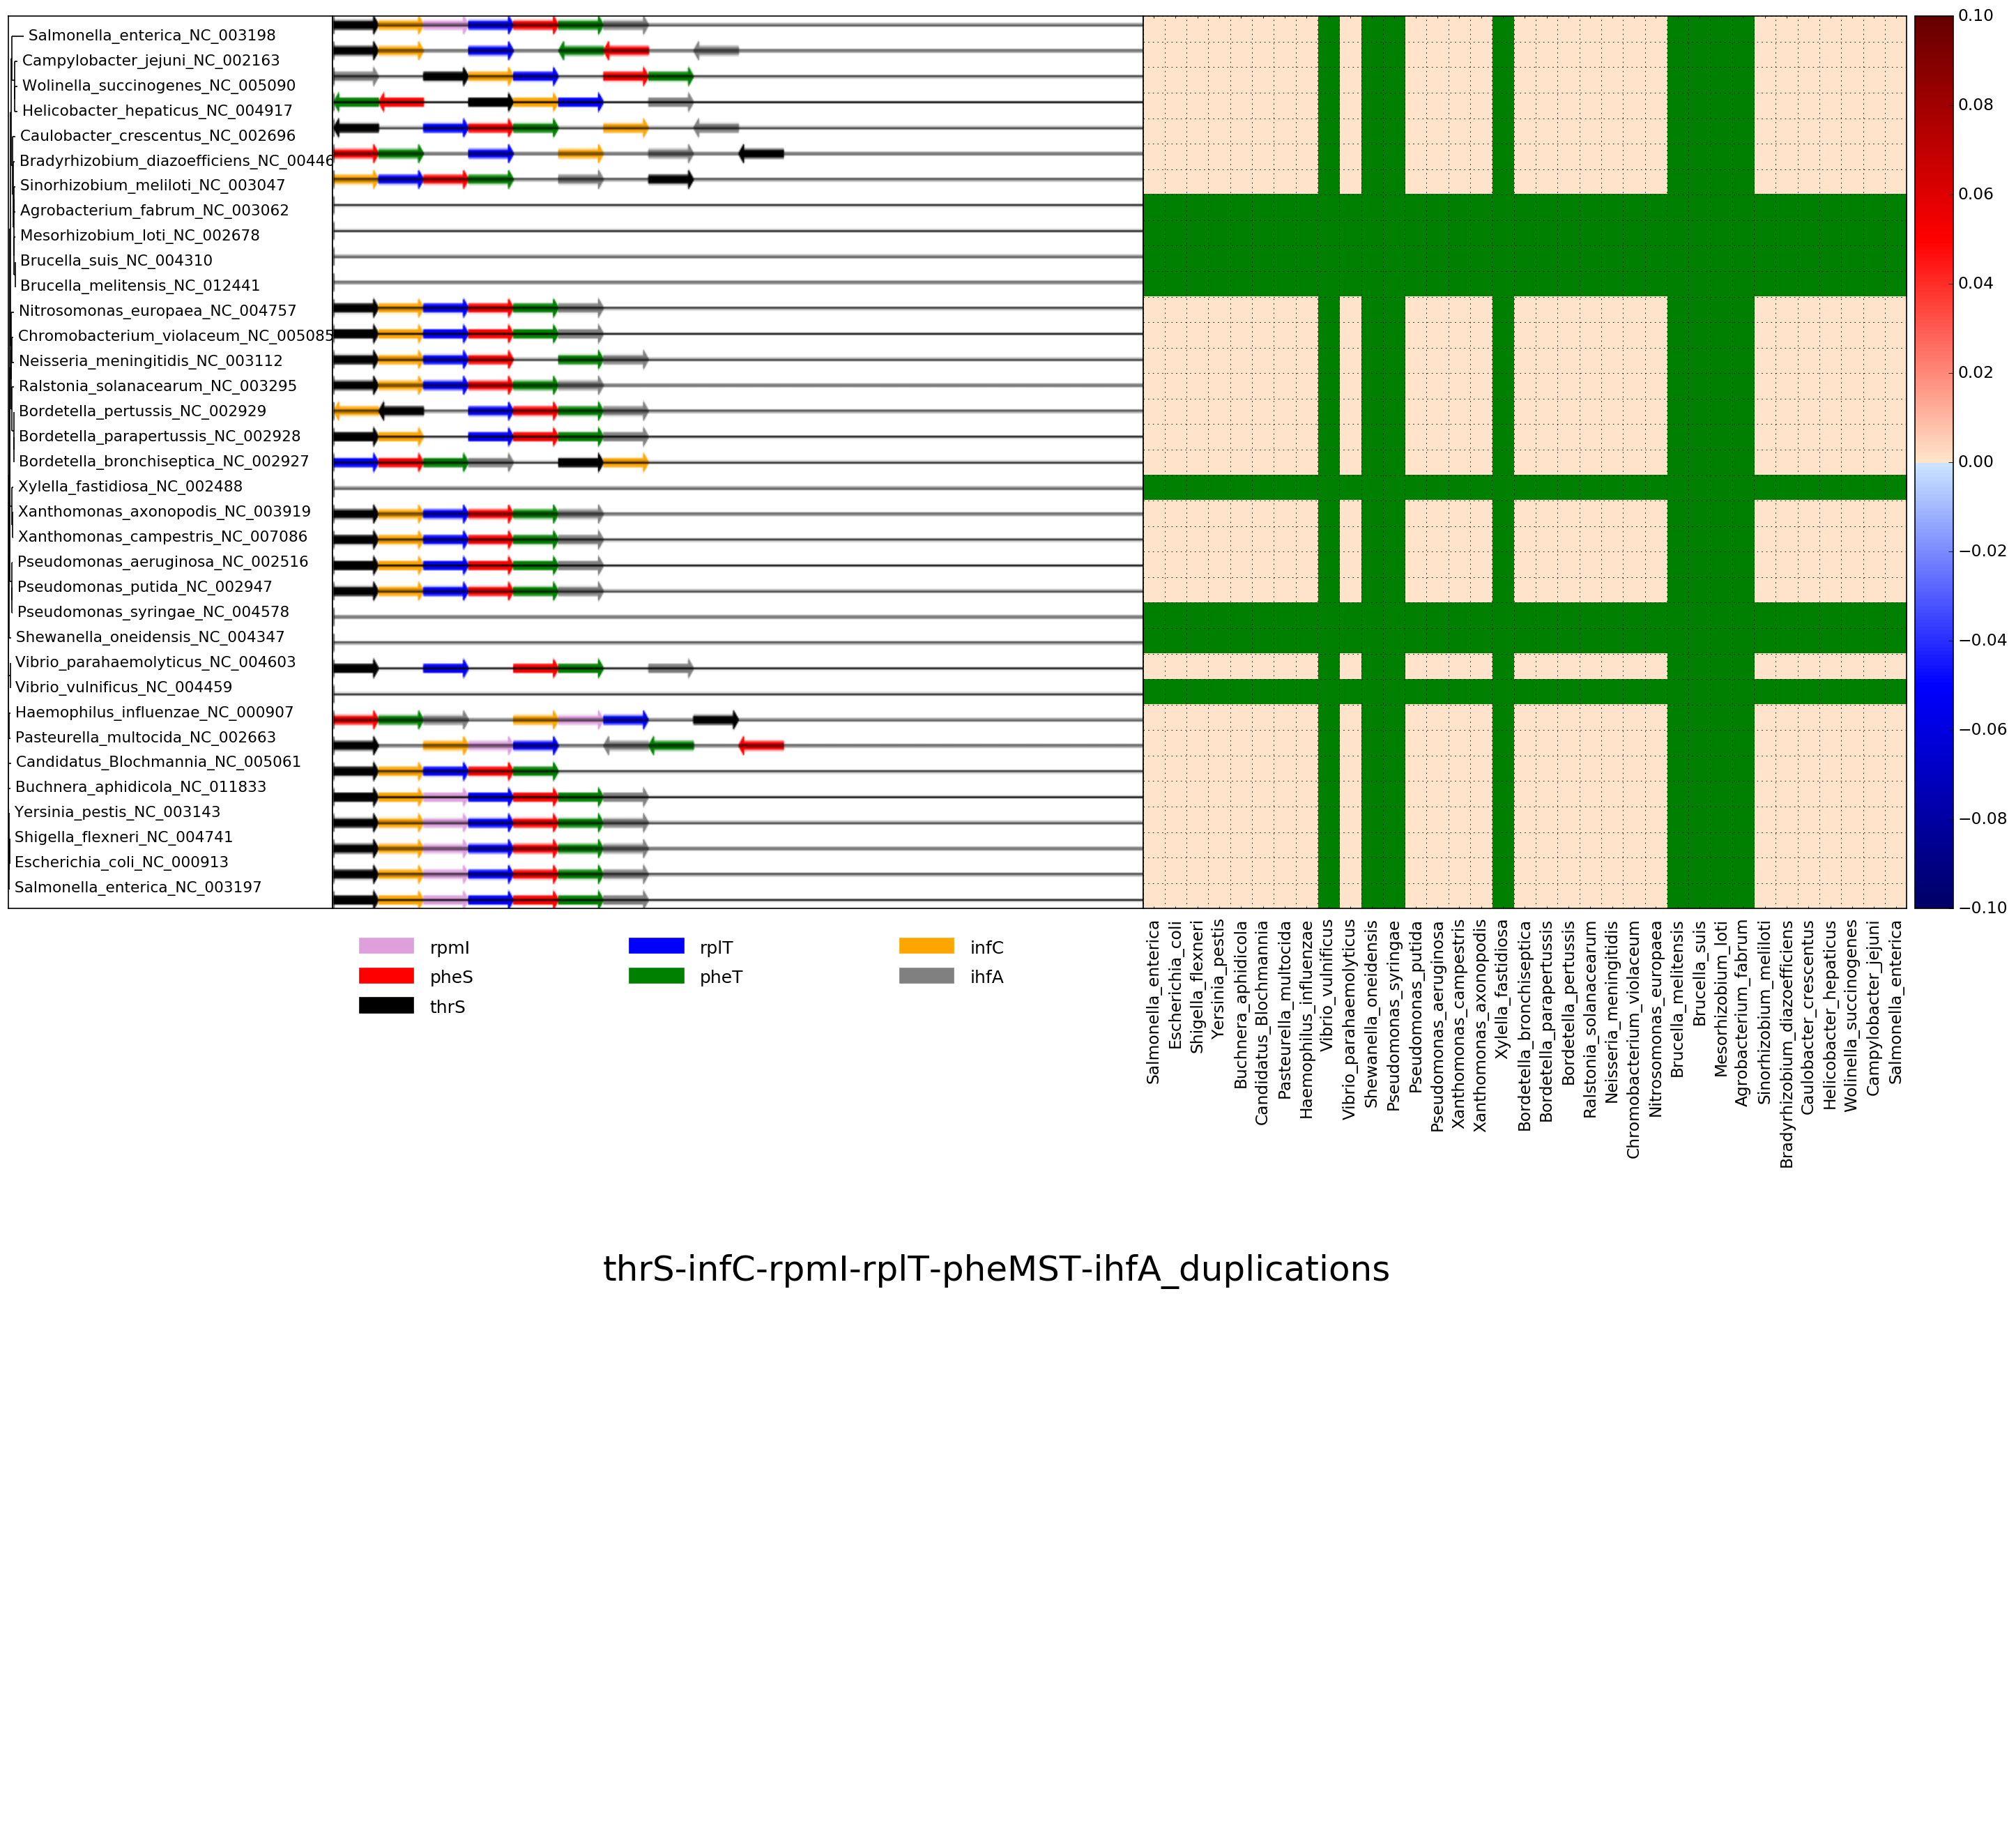 Salmonella_enterica_NC_003198
Campylobacter_jejuni_NC_002163
Wolinella_succinogenes_NC_005090
Helicobacter_hepaticus_NC_004917
Caulobacter_crescentus_NC_002696
Bradyrhizobium_diazoefficiens_NC_00446
Sinorhizobium_meliloti_NC_003047
Agrobacterium_fabrum_NC_003062
Mesorhizobium_loti_NC_002678
Brucella_suis_NC_004310
Brucella_melitensis_NC_012441
Nitrosomonas_europaea_NC_004757
Chromobacterium_violaceum_NC_005085
Neisseria_meningitidis_NC_003112
Ralstonia_solanacearum_NC_003295
Bordetella_pertussis_NC_002929
Bordetella_parapertussis_NC_002928
Bordetella_bronchiseptica_NC_002927
Xylella_fastidiosa_NC_002488
Xanthomonas_axonopodis_NC_003919
Xanthomonas_campestris_NC_007086
Pseudomonas_aeruginosa_NC_002516
Pseudomonas_putida_NC_002947
Pseudomonas_syringae_NC_004578
Shewanella_oneidensis_NC_004347
Vibrio_parahaemolyticus_NC_004603
Vibrio_vulnificus_NC_004459
Haemophilus_influenzae_NC_000907
Pasteurella_multocida_NC_002663
Candidatus_Blochmannia_NC_005061
Buchnera_aphidicola_NC_011833
Yersinia_pestis_NC_003143
Shigella_flexneri_NC_004741
Escherichia_coli_NC_000913
Salmonella_enterica_NC_003197
0.10
0.08
0.06
0.04
0.02
0.00
−0.02
−0.04
−0.06
−0.08
−0.10
rpmI
rplT
infC
pheS
pheT
ihfA
thrS
Salmonella_enterica
Escherichia_coli
Shigella_flexneri
Yersinia_pestis
Buchnera_aphidicola
Candidatus_Blochmannia
Pasteurella_multocida
Haemophilus_influenzae
Vibrio_vulnificus
Vibrio_parahaemolyticus
Shewanella_oneidensis
Pseudomonas_syringae
Pseudomonas_putida
Pseudomonas_aeruginosa
Xanthomonas_campestris
Xanthomonas_axonopodis
Xylella_fastidiosa
Bordetella_bronchiseptica
Bordetella_parapertussis
Bordetella_pertussis
Ralstonia_solanacearum
Neisseria_meningitidis
Chromobacterium_violaceum
Nitrosomonas_europaea
Brucella_melitensis
Brucella_suis
Mesorhizobium_loti
Agrobacterium_fabrum
Sinorhizobium_meliloti
Bradyrhizobium_diazoefficiens
Caulobacter_crescentus
Helicobacter_hepaticus
Wolinella_succinogenes
Campylobacter_jejuni
Salmonella_enterica
thrS-infC-rpmI-rplT-pheMST-ihfA_duplications